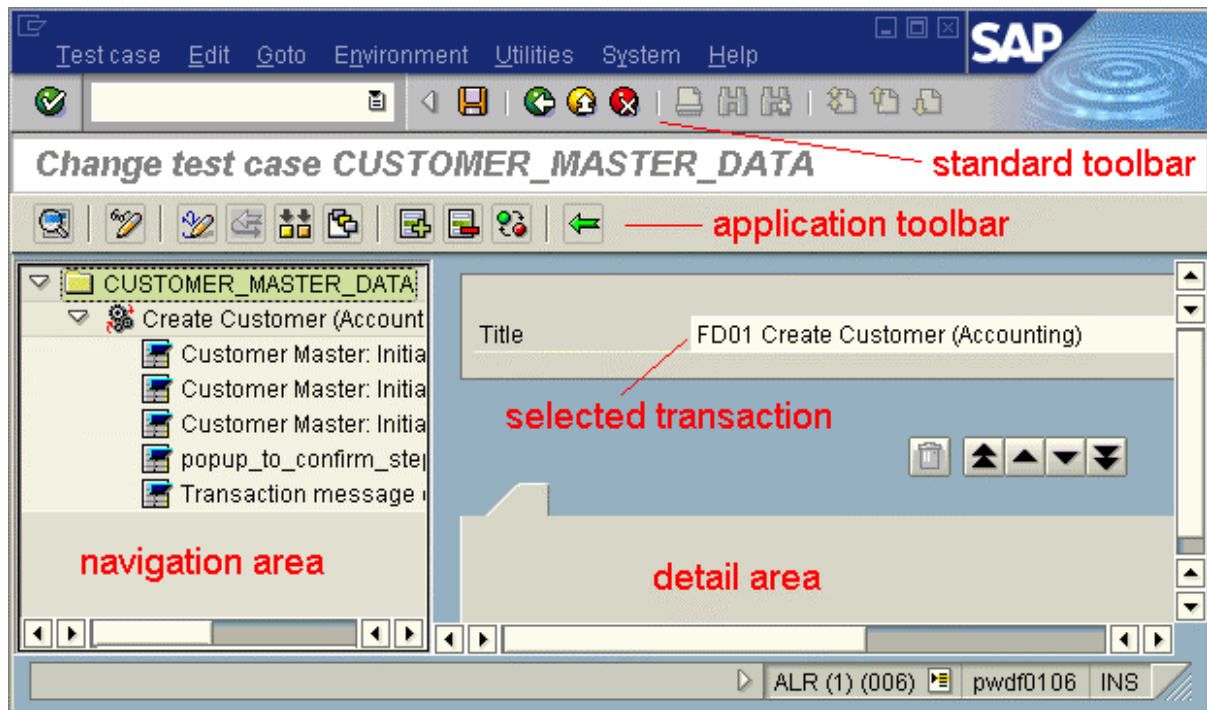 Test case Edit Goto Environment Utilities System Help
SAP
Change test case CUSTOMER_MASTER_DATA
standard toolbar
application toolbar
CUSTOMER_MASTER_DATA
Create Customer (Account
Customer Master: Initia
Customer Master: Initia
Customer Master: Initia
popup_to_confirm_step
Transaction message
navigation area
Title FD01 Create Customer (Accounting)
selected transaction
detail area
ALR (1) (006) pwdf0106 INS